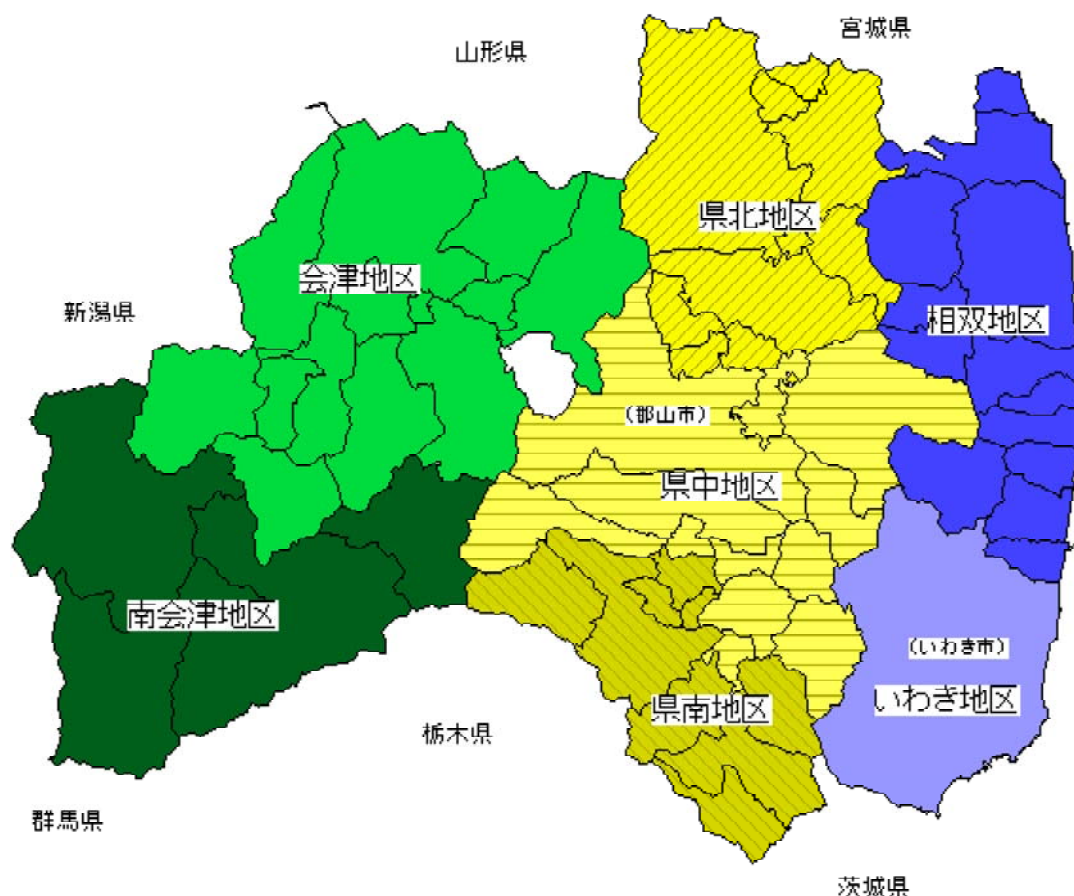 宮城県
山形県
県北地区
会津地区
新潟県
相双地区
(郡山市)
県中地区
南会津地区
(いわき市)
いわき地区
県南地区
栃木県
群馬県
茨城県